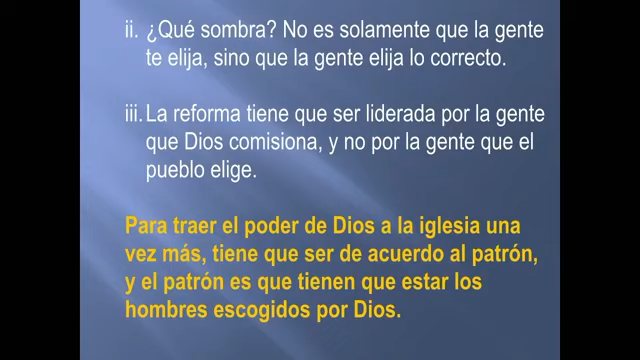 ii. ¿Qué sombra? No es solamente que la gente
te elija, sino que la gente elija lo correcto.
iii. La reforma tiene que ser liderada por la gente
que Dios comisiona, y no por la gente que el
pueblo elige.
Para traer el poder de Dios a la iglesia una
vez más, tiene que ser de acuerdo al patrón,
y el patrón es que tienen que estar los
hombres escogidos por Dios.